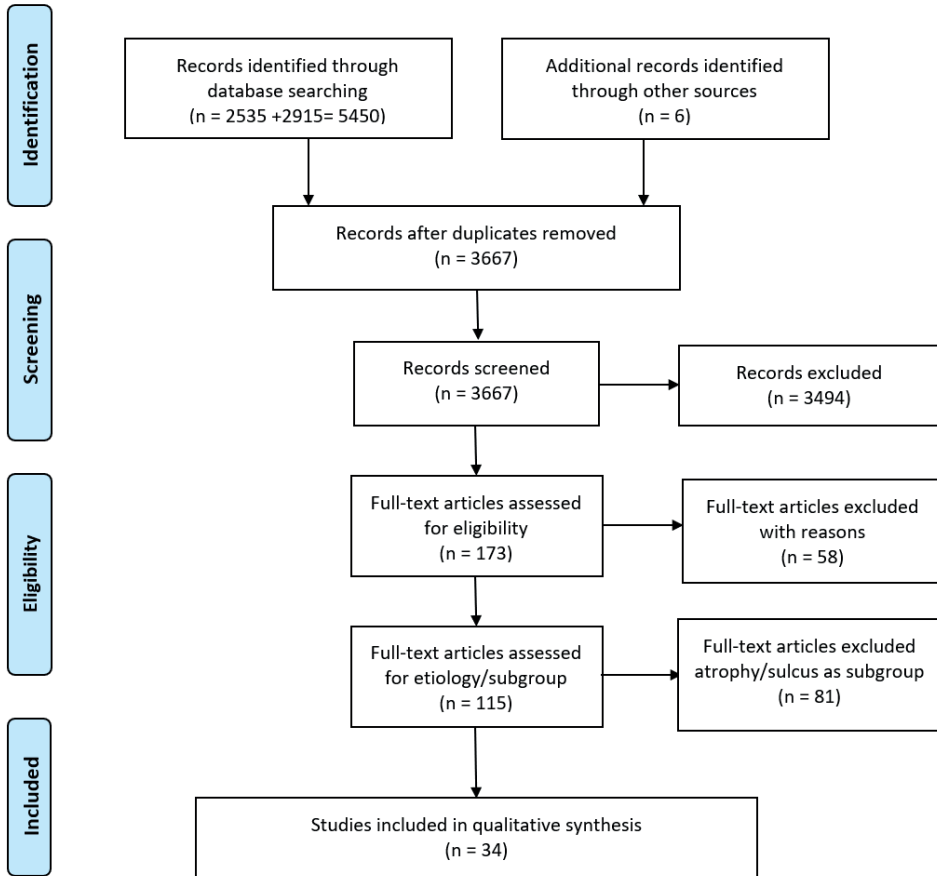 Identification
Records identified through
database searching
(n = 2535 +2915= 5450)
Additional records identified
through other sources
(n = 6)
Records after duplicates removed
(n = 3667)
Screening
Records screened
(n = 3667)
Records excluded
(n = 3494)
Eligibility
Full-text articles assessed
for eligibility
(n = 173)
Full-text articles excluded
with reasons
(n = 58)
Full-text articles assessed
for etiology/subgroup
(n = 115)
Full-text articles excluded
atrophy/sulcus as subgroup
(n = 81)
Included
Studies included in qualitative synthesis
(n = 34)